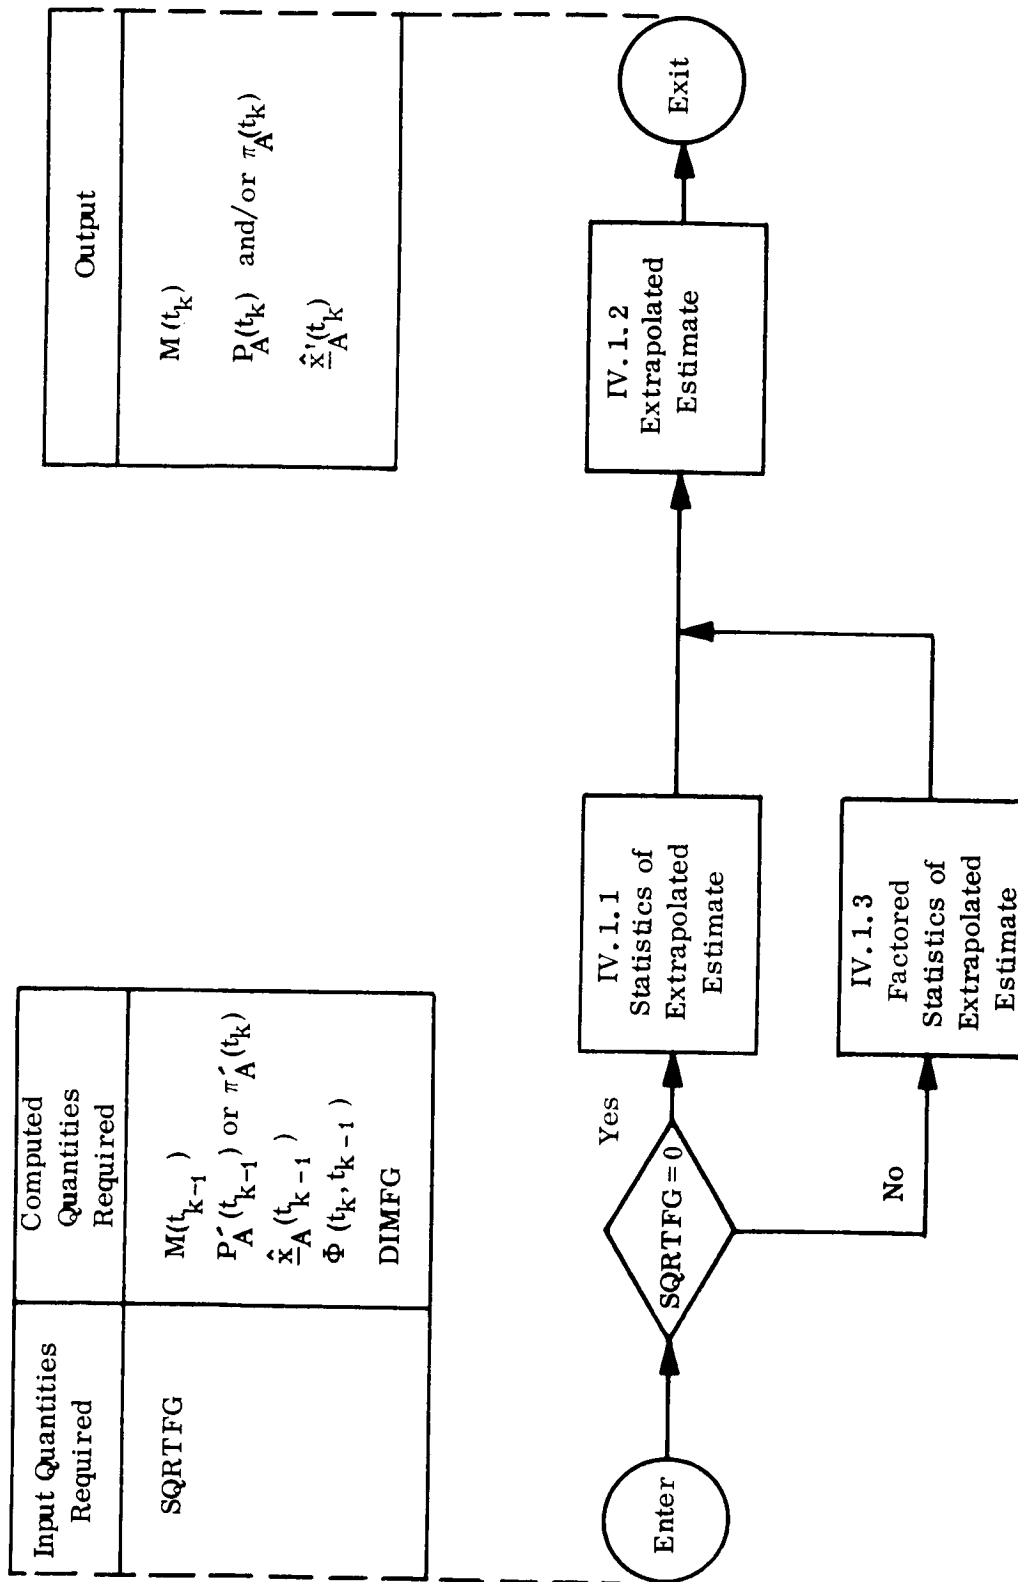 Input Quantities
Required
Computed
Quantities
Required
SQRTFG
M(t_{k-1})
P´_A(t_{k-1}) or π´_A(t_k)
x̂_A(t_{k-1})
Φ(t_k, t_{k-1})
DIMFG
Output
M(t_k)
P_A(t_k) and/or π_A(t_k)
x̂'_A(t_k)
Enter
SQRTFG = 0
Yes
No
IV.1.1
Statistics of
Extrapolated
Estimate
IV.1.3
Factored
Statistics of
Extrapolated
Estimate
IV.1.2
Extrapolated
Estimate
Exit